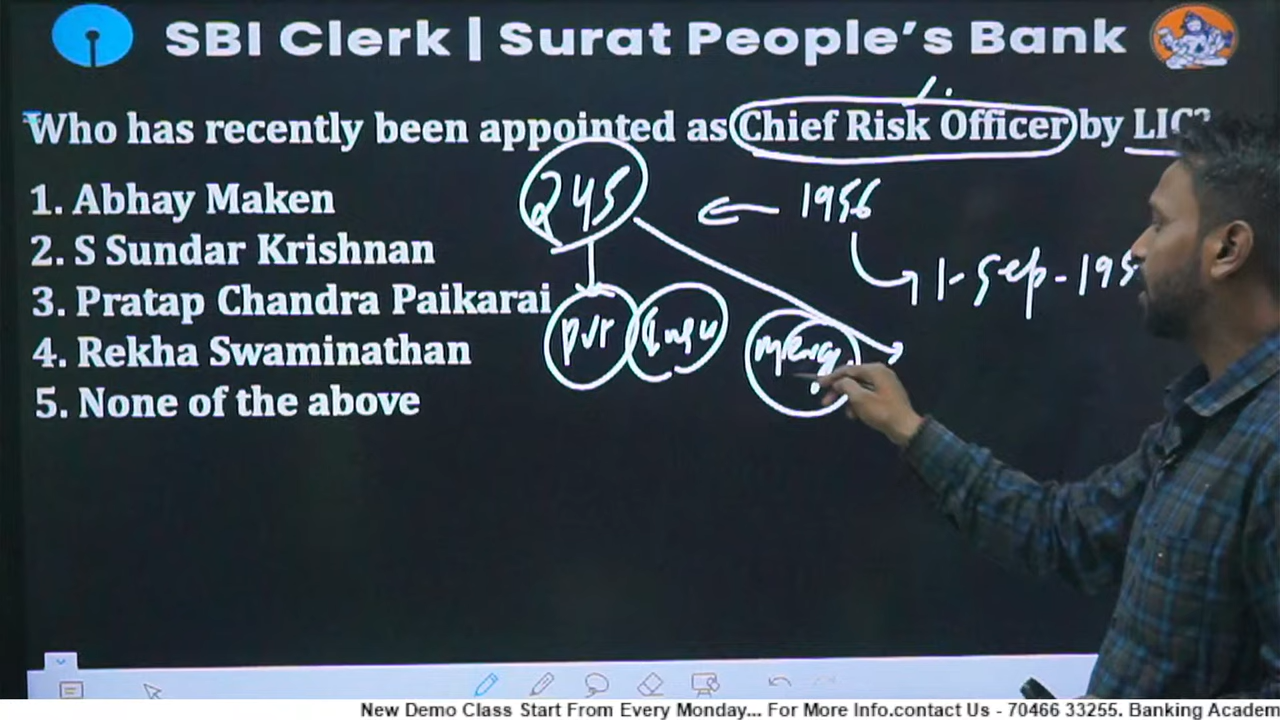 SBI Clerk | Surat People's Bank
Who has recently been appointed as Chief Risk Officer by LIC?
1. Abhay Maken
2. S Sundar Krishnan
3. Pratap Chandra Paikarai
4. Rekha Swaminathan
5. None of the above
245
1956
1-Sep-195
pvr
merg.
New Demo Class Start From Every Monday... For More Info.contact Us - 70466 33255. Banking Academ